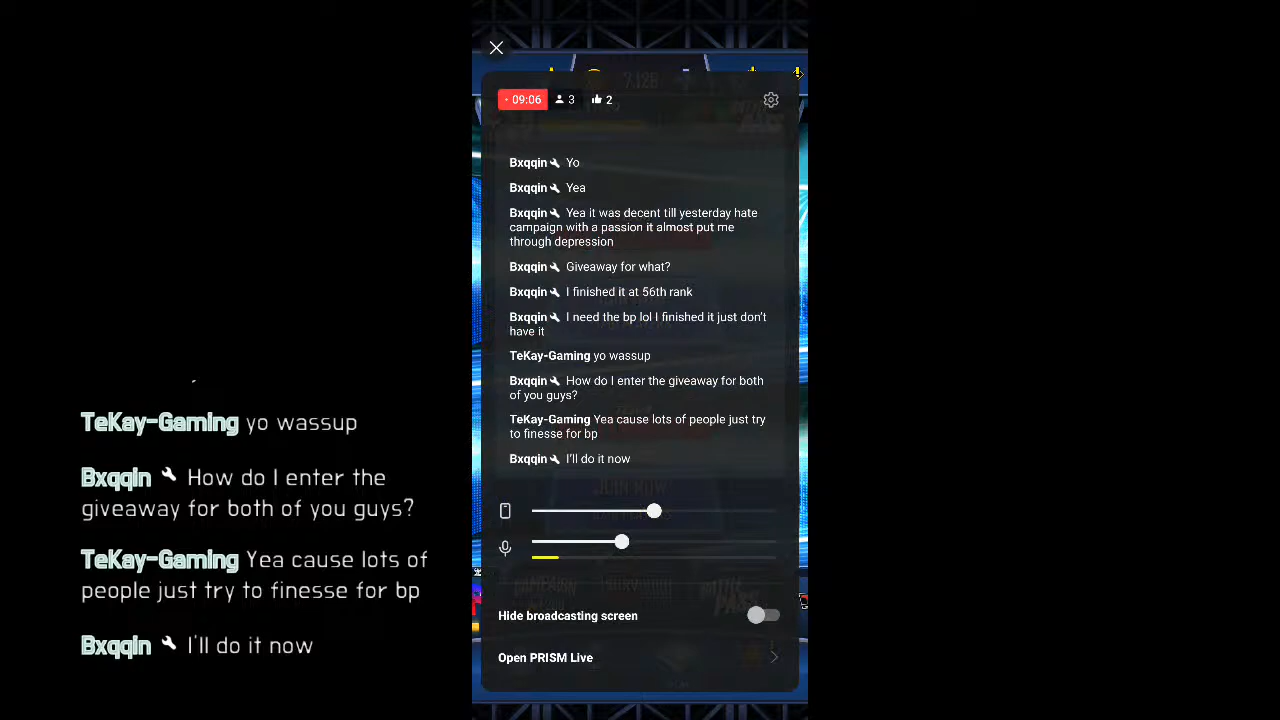 7,125
09:06 3 2
Bxqqin Yo
Bxqqin Yea
Bxqqin Yea it was decent till yesterday hate
campaign with a passion it almost put me
through depression
Bxqqin Giveaway for what?
Bxqqin I finished it at 56th rank
Bxqqin I need the bp lol I finished it just don't
have it
TeKay-Gaming yo wassup
Bxqqin How do I enter the giveaway for both
of you guys?
TeKay-Gaming Yea cause lots of people just try
to finesse for bp
Bxqqin I'll do it now
JOIN NOW
Hide broadcasting screen
Open PRISM Live
TeKay-Gaming yo wassup
Bxqqin How do I enter the
giveaway for both of you guys?
TeKay-Gaming Yea cause lots of
people just try to finesse for bp
Bxqqin I'll do it now